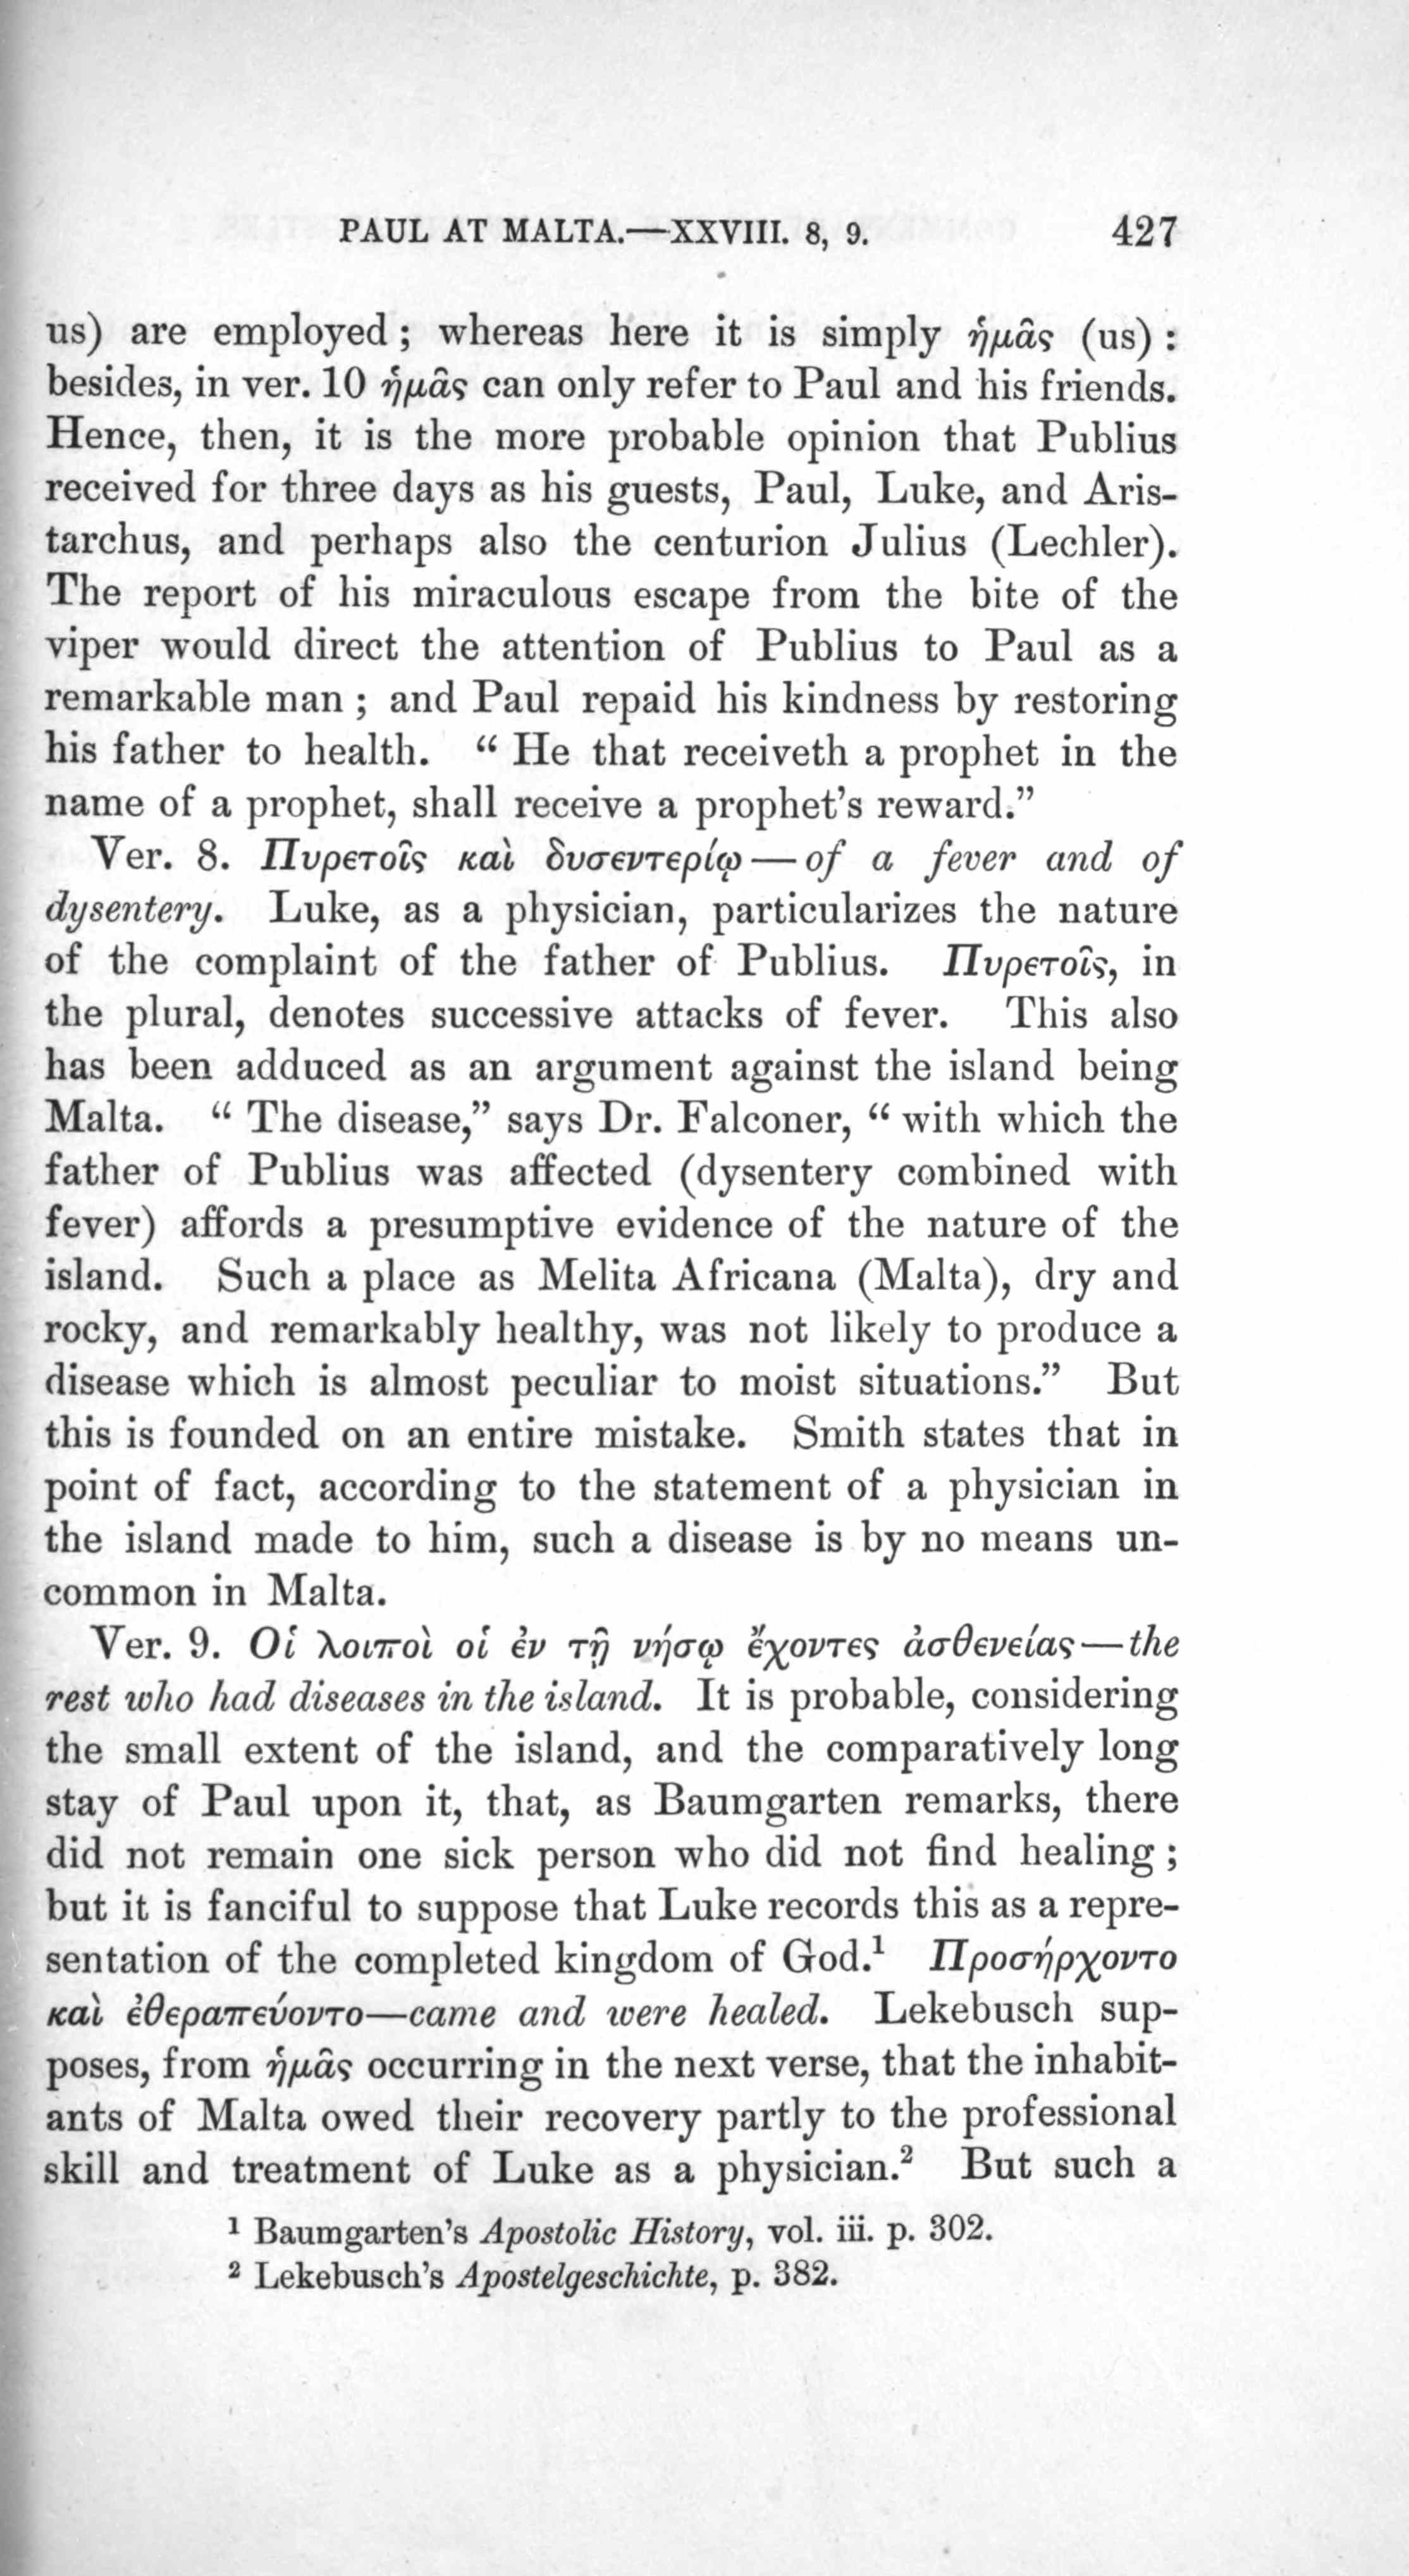 PAUL AT MALTA.—XXVIII. 8, 9. 427
us) are employed; whereas here it is simply ἡμᾶς (us):
besides, in ver. 10 ἡμᾶς can only refer to Paul and his friends.
Hence, then, it is the more probable opinion that Publius
received for three days as his guests, Paul, Luke, and Aris-
tarchus, and perhaps also the centurion Julius (Lechler).
The report of his miraculous escape from the bite of the
viper would direct the attention of Publius to Paul as a
remarkable man; and Paul repaid his kindness by restoring
his father to health. “He that receiveth a prophet in the
name of a prophet, shall receive a prophet’s reward.”
Ver. 8. Πυρετοῖς καὶ δυσεντερίῳ—of a fever and of
dysentery. Luke, as a physician, particularizes the nature
of the complaint of the father of Publius. Πυρετοῖς, in
the plural, denotes successive attacks of fever. This also
has been adduced as an argument against the island being
Malta. “The disease,” says Dr. Falconer, “with which the
father of Publius was affected (dysentery combined with
fever) affords a presumptive evidence of the nature of the
island. Such a place as Melita Africana (Malta), dry and
rocky, and remarkably healthy, was not likely to produce a
disease which is almost peculiar to moist situations.” But
this is founded on an entire mistake. Smith states that in
point of fact, according to the statement of a physician in
the island made to him, such a disease is by no means un-
common in Malta.
Ver. 9. Οἱ λοιποὶ οἱ ἐν τῇ νήσῳ ἔχοντες ἀσθενείας—the
rest who had diseases in the island. It is probable, considering
the small extent of the island, and the comparatively long
stay of Paul upon it, that, as Baumgarten remarks, there
did not remain one sick person who did not find healing;
but it is fanciful to suppose that Luke records this as a repre-
sentation of the completed kingdom of God.¹ Προσήρχοντο
καὶ ἐθεραπεύοντο—came and were healed. Lekebusch sup-
poses, from ἡμᾶς occurring in the next verse, that the inhabit-
ants of Malta owed their recovery partly to the professional
skill and treatment of Luke as a physician.² But such a
¹ Baumgarten’s Apostolic History, vol. iii. p. 302.
² Lekebusch’s Apostelgeschichte, p. 382.